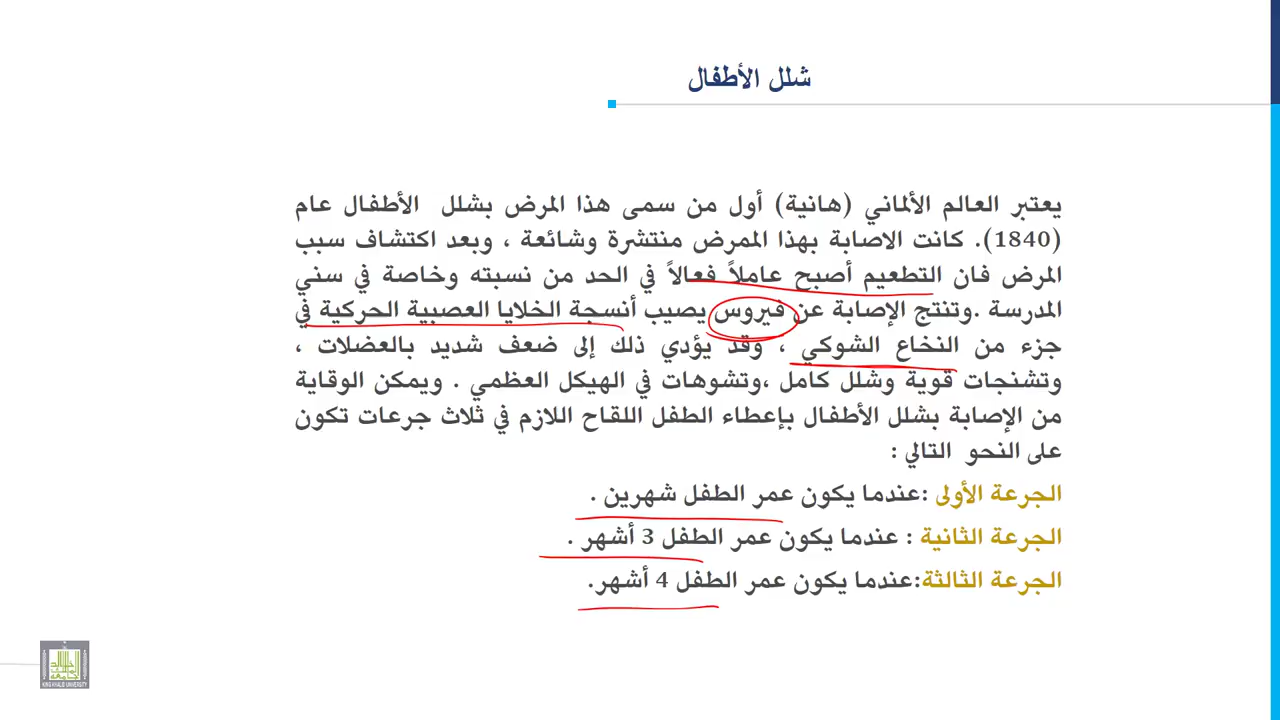 شلل الأطفال
يعتبر العالم الألماني (هانية) أول من سمى هذا المرض بشلل الأطفال عام
(1840). كانت الاصابة بهذا الممرض منتشرة وشائعة ، وبعد اكتشاف سبب
المرض فان التطعيم أصبح عاملاً فعالاً في الحد من نسبته وخاصة في سني
المدرسة .وتنتج الإصابة عن فيروس يصيب أنسجة الخلايا العصبية الحركية في
جزء من النخاع الشوكي ، وقد يؤدي ذلك إلى ضعف شديد بالعضلات ،
وتشنجات قوية وشلل كامل ،وتشوهات في الهيكل العظمي . ويمكن الوقاية
من الإصابة بشلل الأطفال بإعطاء الطفل اللقاح اللازم في ثلاث جرعات تكون
على النحو التالي :
الجرعة الأولى :عندما يكون عمر الطفل شهرين .
الجرعة الثانية : عندما يكون عمر الطفل 3 أشهر .
الجرعة الثالثة:عندما يكون عمر الطفل 4 أشهر.
KING KHALID UNIVERSITY